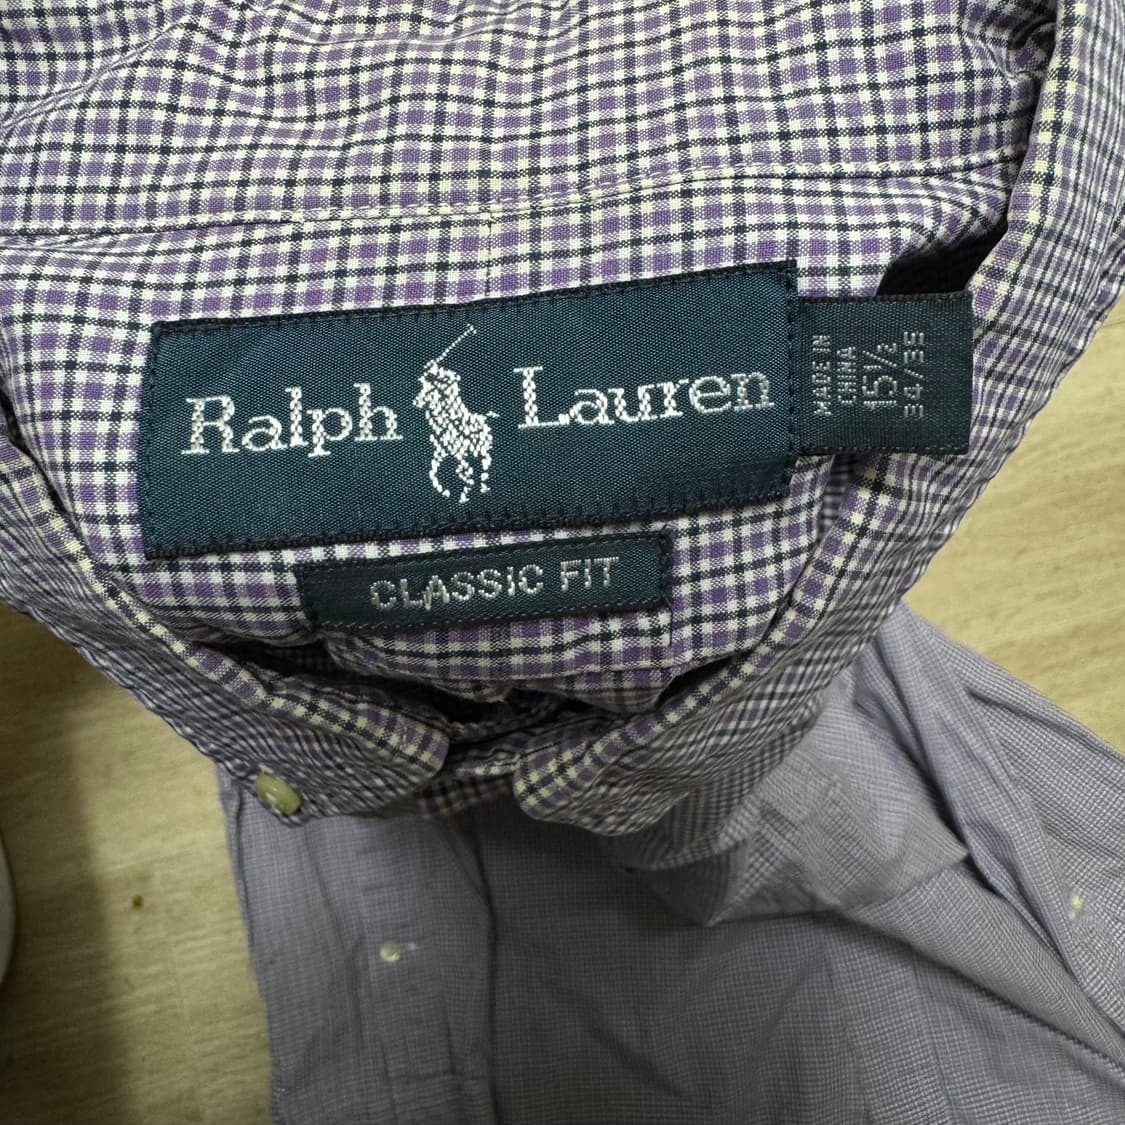 Ralph Lauren
CLASSIC FIT
MADE IN
CHINA
15½
34/35